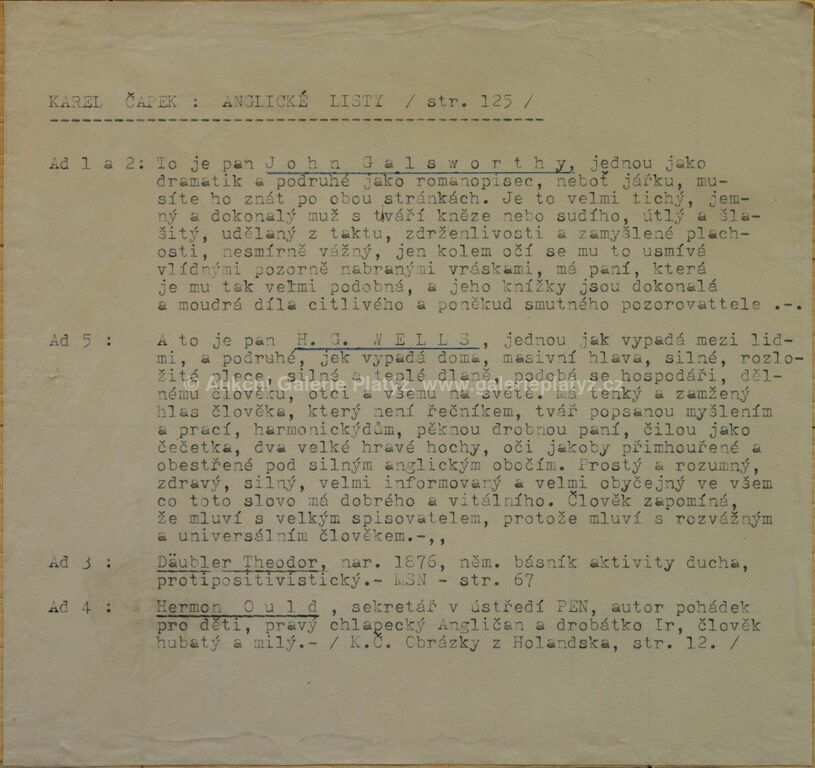 KAREL ČAPEK : ANGLICKÉ LISTY / str. 125 /
Ad 1 a 2: To je pan J o h n  G a l s w o r t h y, jednou jako
dramatik a podruhé jako romanopisec, neboť járku, mu-
síte ho znát po obou stránkách. Je to velmi tichý, jem-
ný a dokonalý muž s tváří kněze nebo sudího, útlý a šla-
šitý, udělaný z taktu, zdrženlivosti a zamyšlené plach-
osti, nesmírně vážný, jen kolem očí se mu to usmívá
vlídnými pozorně nabranými vráskami, má paní, která
je mu tak velmi podobná, a jeho knížky jsou dokonalá
a moudrá díla citlivého a poněkud smutného pozorovattele .-.
Ad 5 : A to je pan H. G. W E L L S , jednou jak vypadá mezi lid-
mi, a podruhé, jek vypadá doma, masivní hlava, silné, rozlo-
žité plece, silné a teplé dlaně, podobá se hospodáři, děl-
© Aukční Galerie Platýz, www.galerieplatyz.cz
nému člověku, otci a všemu na světě. Má tenký a zamžený
hlas člověka, který není řečníkem, tvář popsanou myšlením
a prací, harmonickýdům, pěknou drobnou paní, čilou jako
čečetka, dva velké hravé hochy, oči jakoby přimhouřené a
obestřené pod silným anglickým obočím. Prostý a rozumný,
zdravý, silný, velmi informovaný a velmi obyčejný ve všem
co toto slovo má dobrého a vitálního. Člověk zapomíná,
že mluví s velkým spisovatelem, protože mluví s rozvážným
a universálním člověkem.-,,
Ad 3 : Däubler Theodor, nar. 1876, něm. básník aktivity ducha,
protipositivistický.- MSN - str. 67
Ad 4 : Hermon O u l d , sekretář v ústředí PEN, autor pohádek
pro děti, pravý chlapecký Angličan a drobátko Ir, člověk
hubatý a milý.- / K.Č. Obrázky z Holandska, str. 12. /